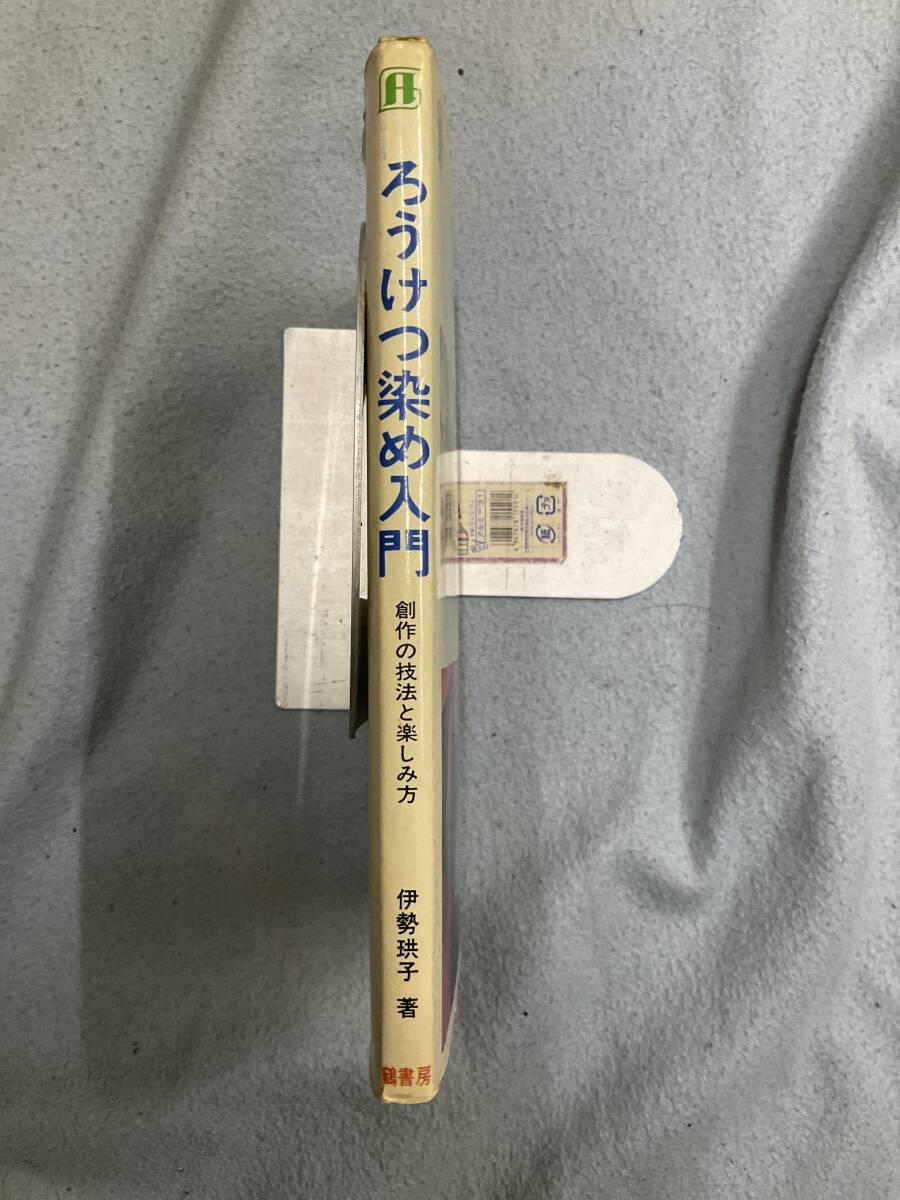 ろうけつ染め入門
創作の技法と楽しみ方
伊勢珙子 著
鶴書房